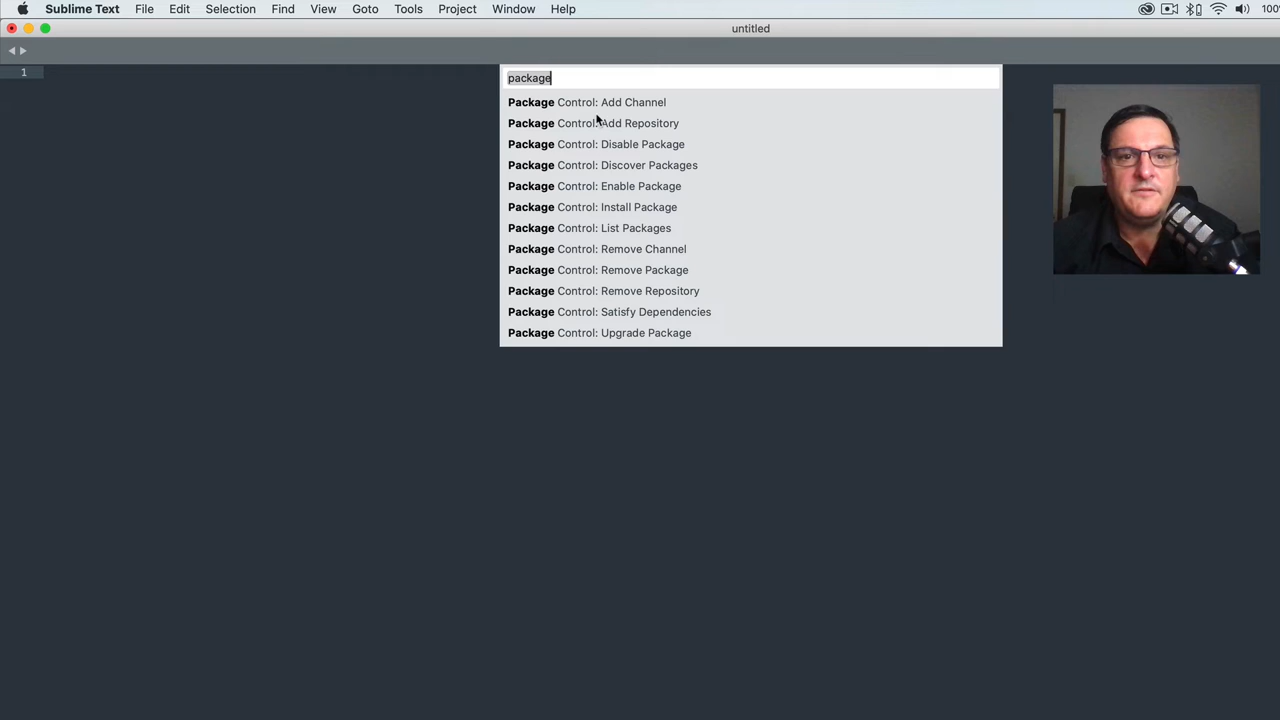 Sublime Text File Edit Selection Find View Goto Tools Project Window Help 100
untitled
1
package
Package Control: Add Channel
Package Control: Add Repository
Package Control: Disable Package
Package Control: Discover Packages
Package Control: Enable Package
Package Control: Install Package
Package Control: List Packages
Package Control: Remove Channel
Package Control: Remove Package
Package Control: Remove Repository
Package Control: Satisfy Dependencies
Package Control: Upgrade Package